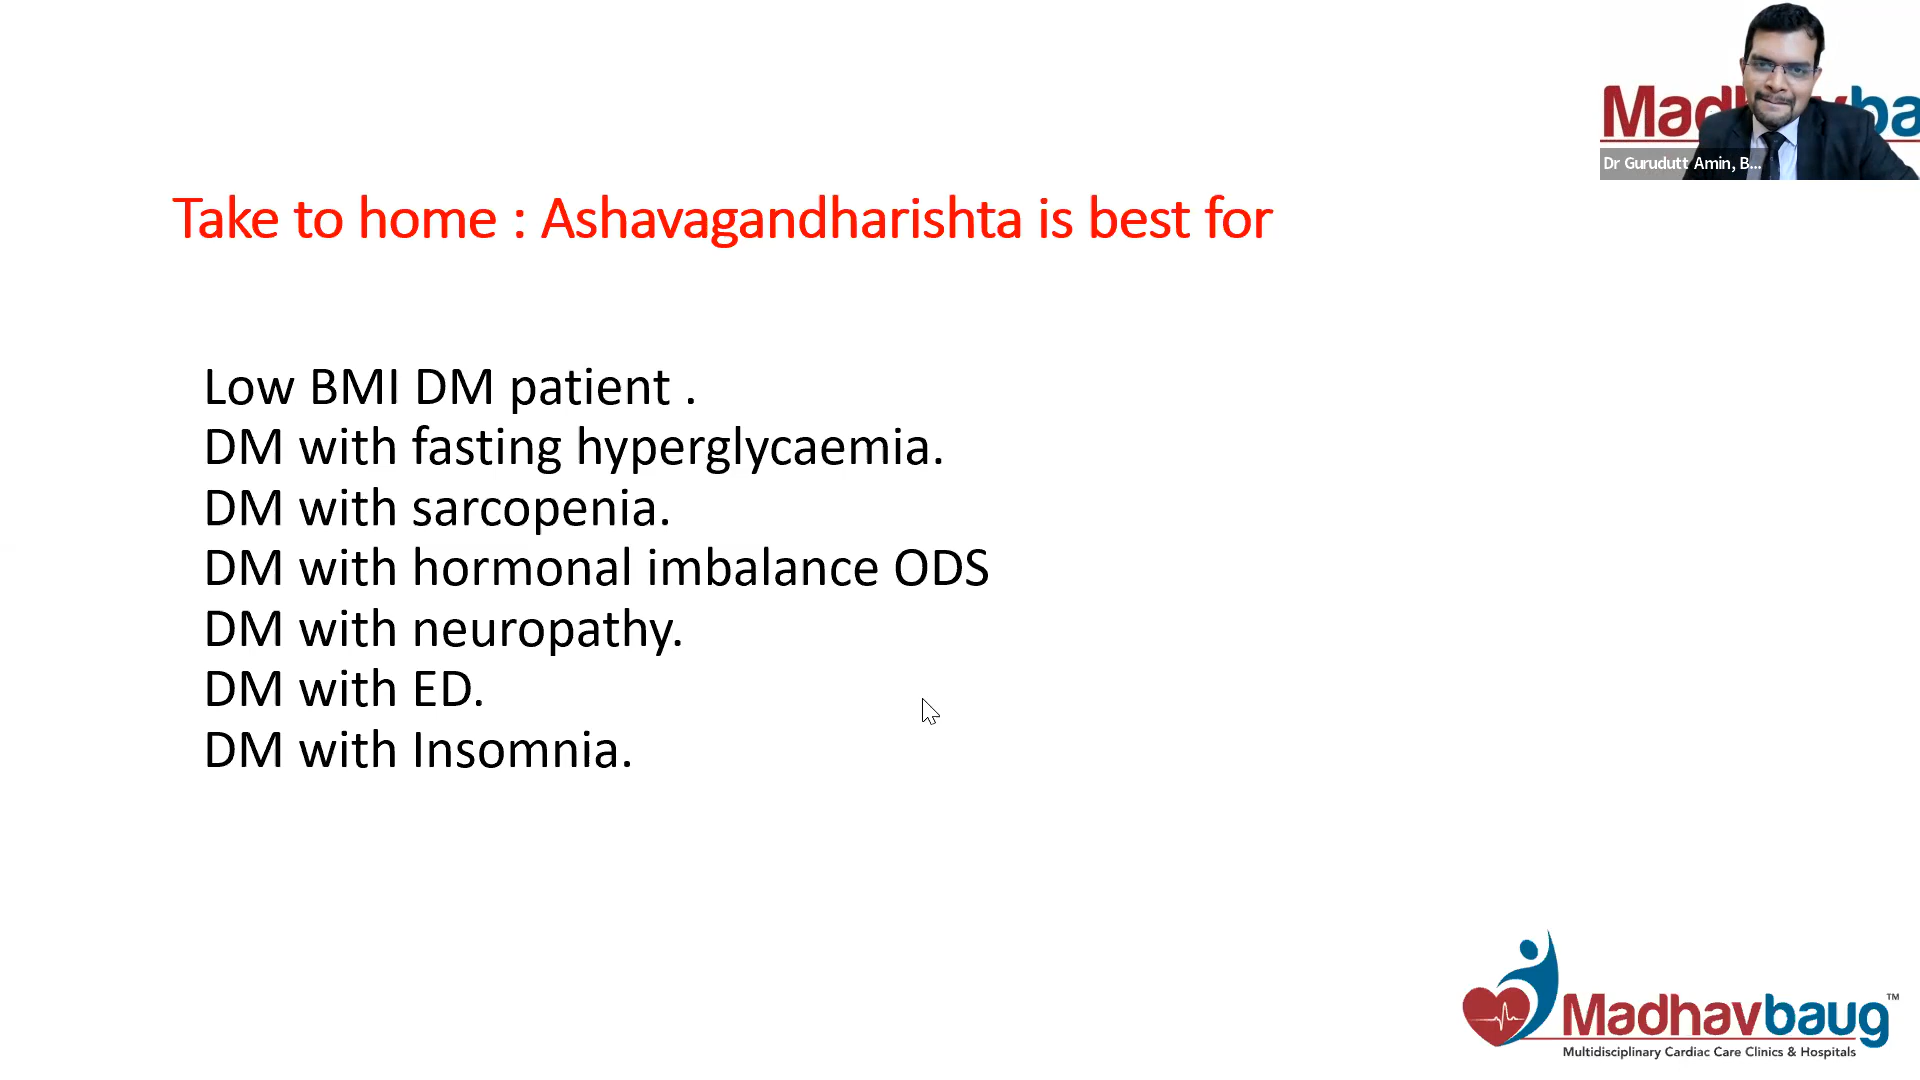 Madhavba
Dr Gurudutt Amin, B...
Take to home : Ashavagandharishta is best for
Low BMI DM patient .
DM with fasting hyperglycaemia.
DM with sarcopenia.
DM with hormonal imbalance ODS
DM with neuropathy.
DM with ED.
DM with Insomnia.
Madhavbaug™
Multidisciplinary Cardiac Care Clinics & Hospitals